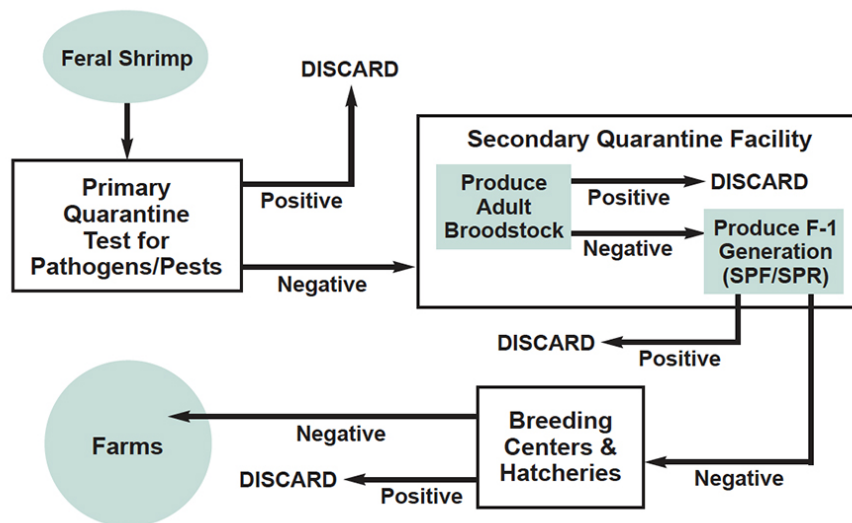 Feral Shrimp
DISCARD
Primary
Quarantine
Test for
Pathogens/Pests
Positive
Negative
Secondary Quarantine Facility
Produce
Adult
Broodstock
Positive
DISCARD
Negative
Produce F-1
Generation
(SPF/SPR)
DISCARD
Positive
Negative
Breeding
Centers &
Hatcheries
Negative
Farms
DISCARD
Positive